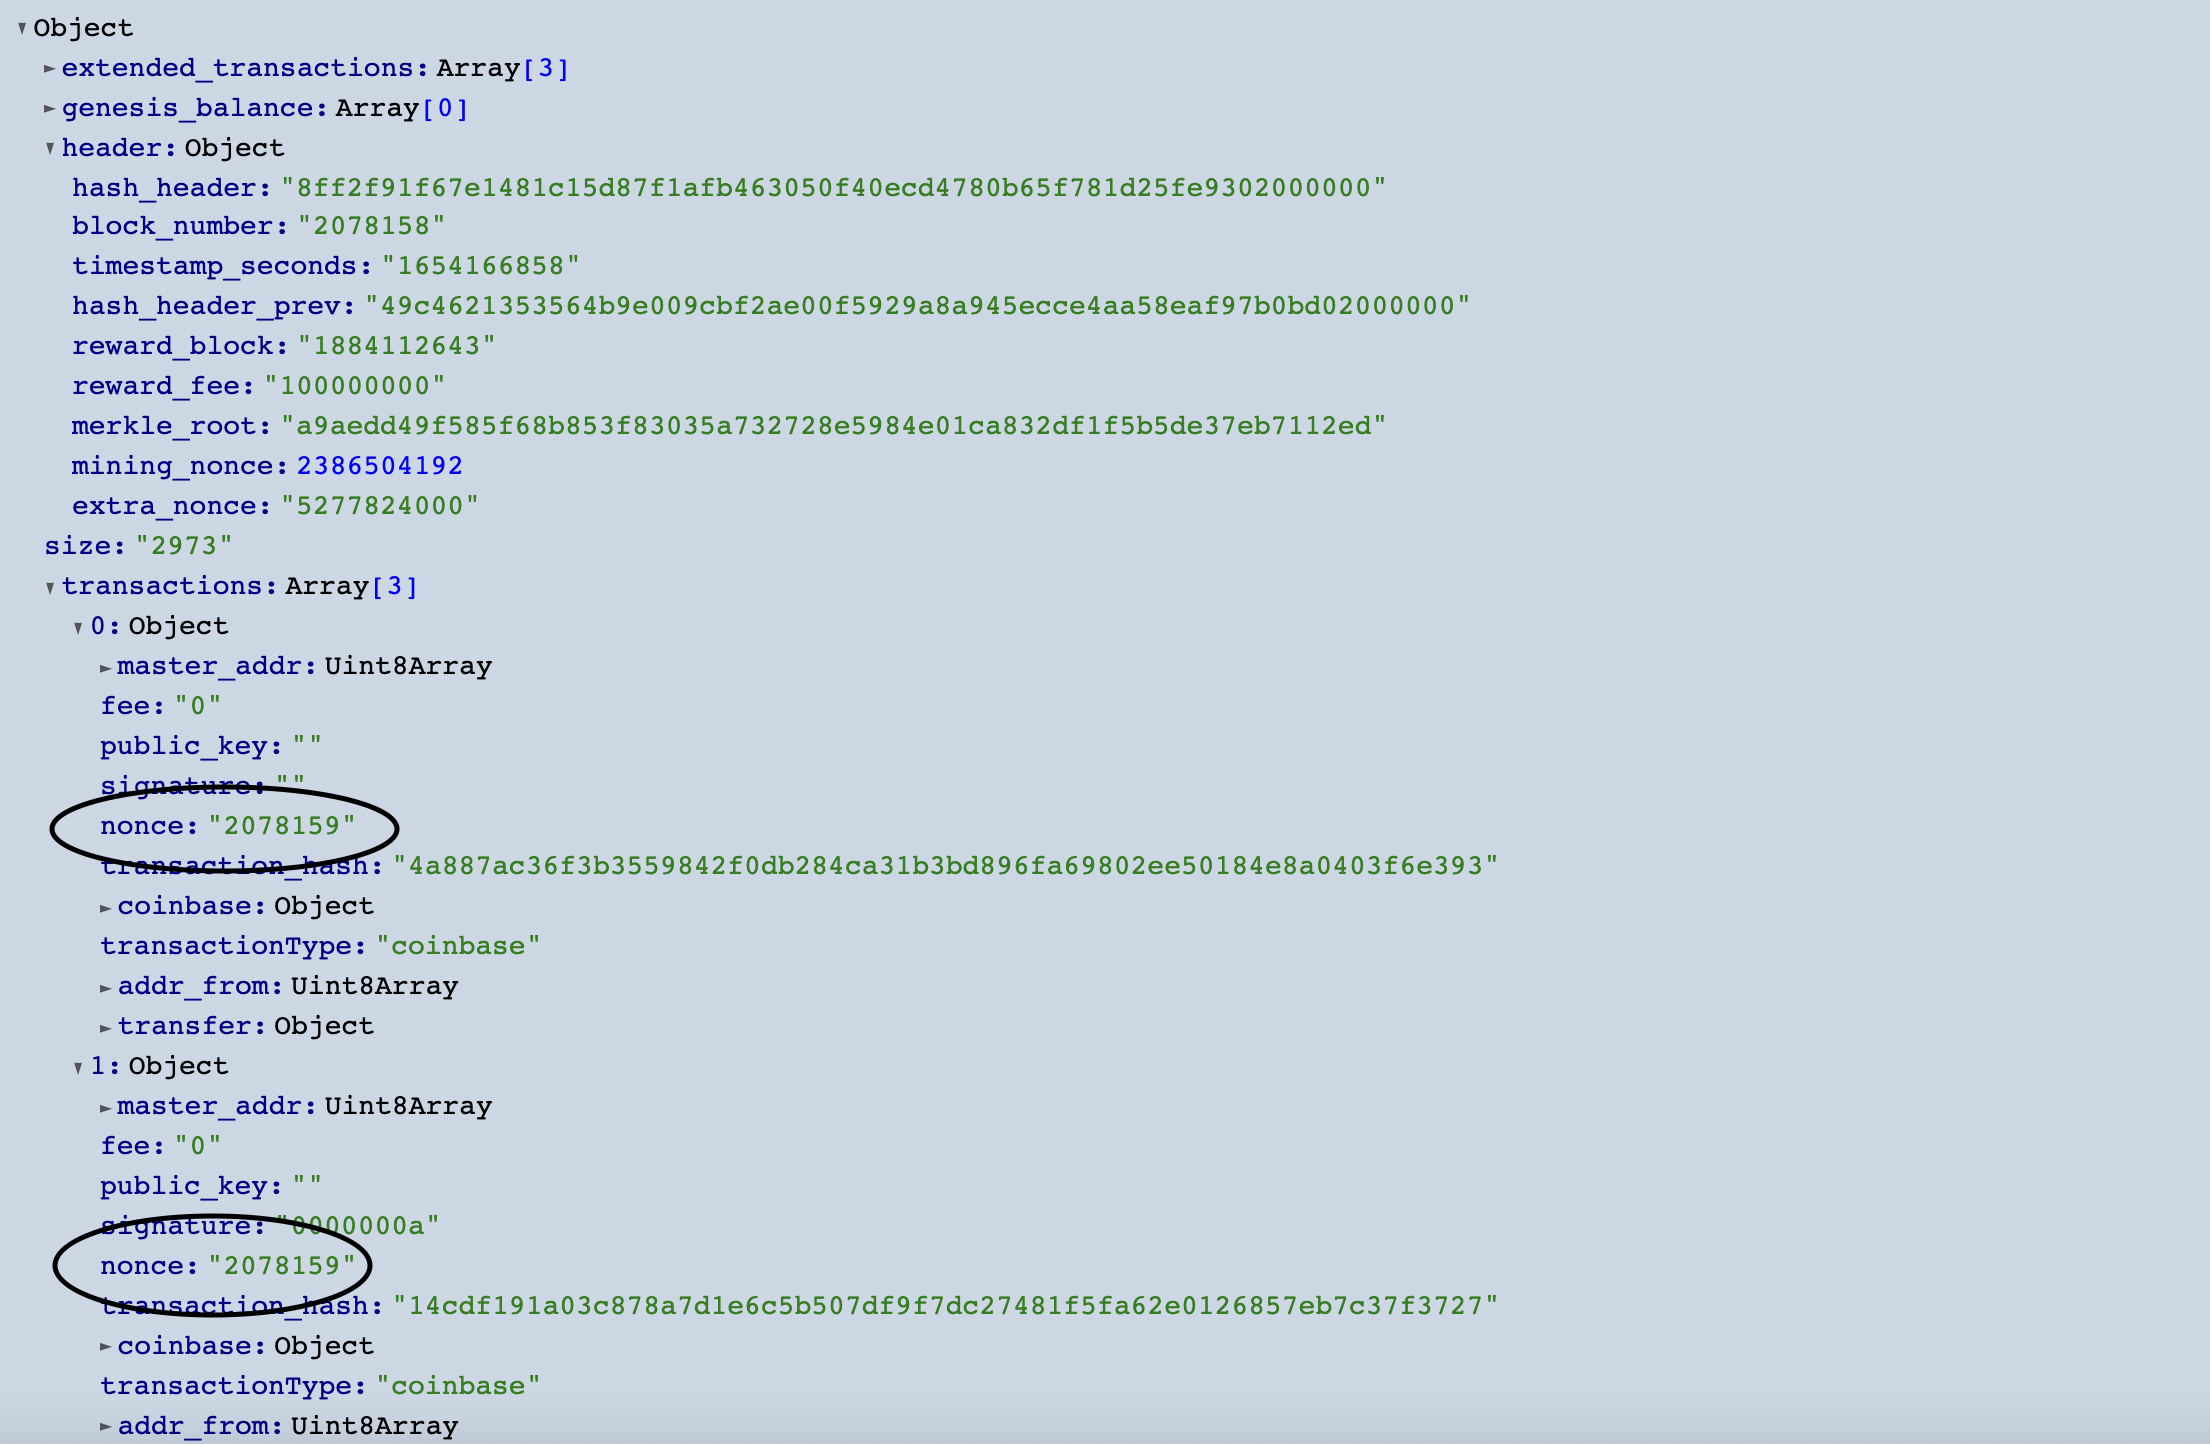 Object
extended_transactions: Array[3]
genesis_balance: Array[0]
header: Object
hash_header: "8ff2f91f67e1481c15d87f1afb463050f40ecd4780b65f781d25fe9302000000"
block_number: "2078158"
timestamp_seconds: "1654166858"
hash_header_prev: "49c4621353564b9e009cbf2ae00f5929a8a945ecce4aa58eaf97b0bd02000000"
reward_block: "1884112643"
reward_fee: "100000000"
merkle_root: "a9aedd49f585f68b853f83035a732728e5984e01ca832df1f5b5de37eb7112ed"
mining_nonce: 2386504192
extra_nonce: "5277824000"
size: "2973"
transactions: Array[3]
0: Object
master_addr: Uint8Array
fee: "0"
public_key: ""
signature: ""
nonce: "2078159"
transaction_hash: "4a887ac36f3b3559842f0db284ca31b3bd896fa69802ee50184e8a0403f6e393"
coinbase: Object
transactionType: "coinbase"
addr_from: Uint8Array
transfer: Object
1: Object
master_addr: Uint8Array
fee: "0"
public_key: ""
signature: "0000000a"
nonce: "2078159"
transaction_hash: "14cdf191a03c878a7d1e6c5b507df9f7dc27481f5fa62e0126857eb7c37f3727"
coinbase: Object
transactionType: "coinbase"
addr_from: Uint8Array